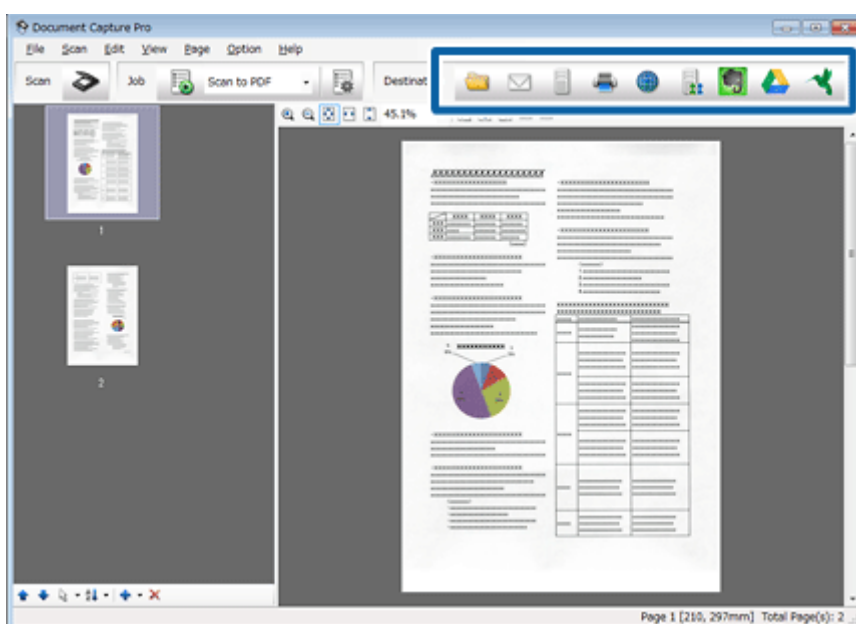 Document Capture Pro
File Scan Edit View Page Option Help
Scan Job Scan to PDF Destinat
45.1%
1
2
Page 1 [210, 297mm] Total Page(s): 2